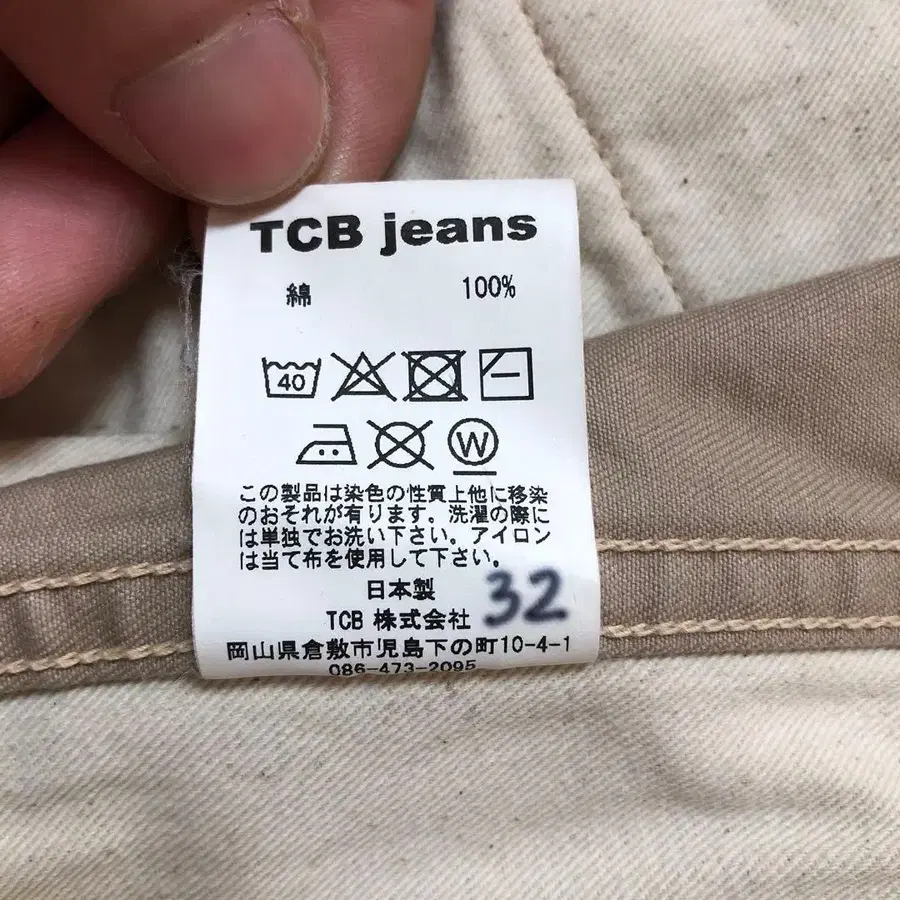 TCB jeans
綿 100%
40
W
この製品は染色の性質上他に移染
のおそれが有ります。洗濯の際に
は単独でお洗い下さい。アイロン
は当て布を使用して下さい。
日本製
TCB 株式会社 32
岡山県倉敷市児島下の町10-4-1
086-473-2095